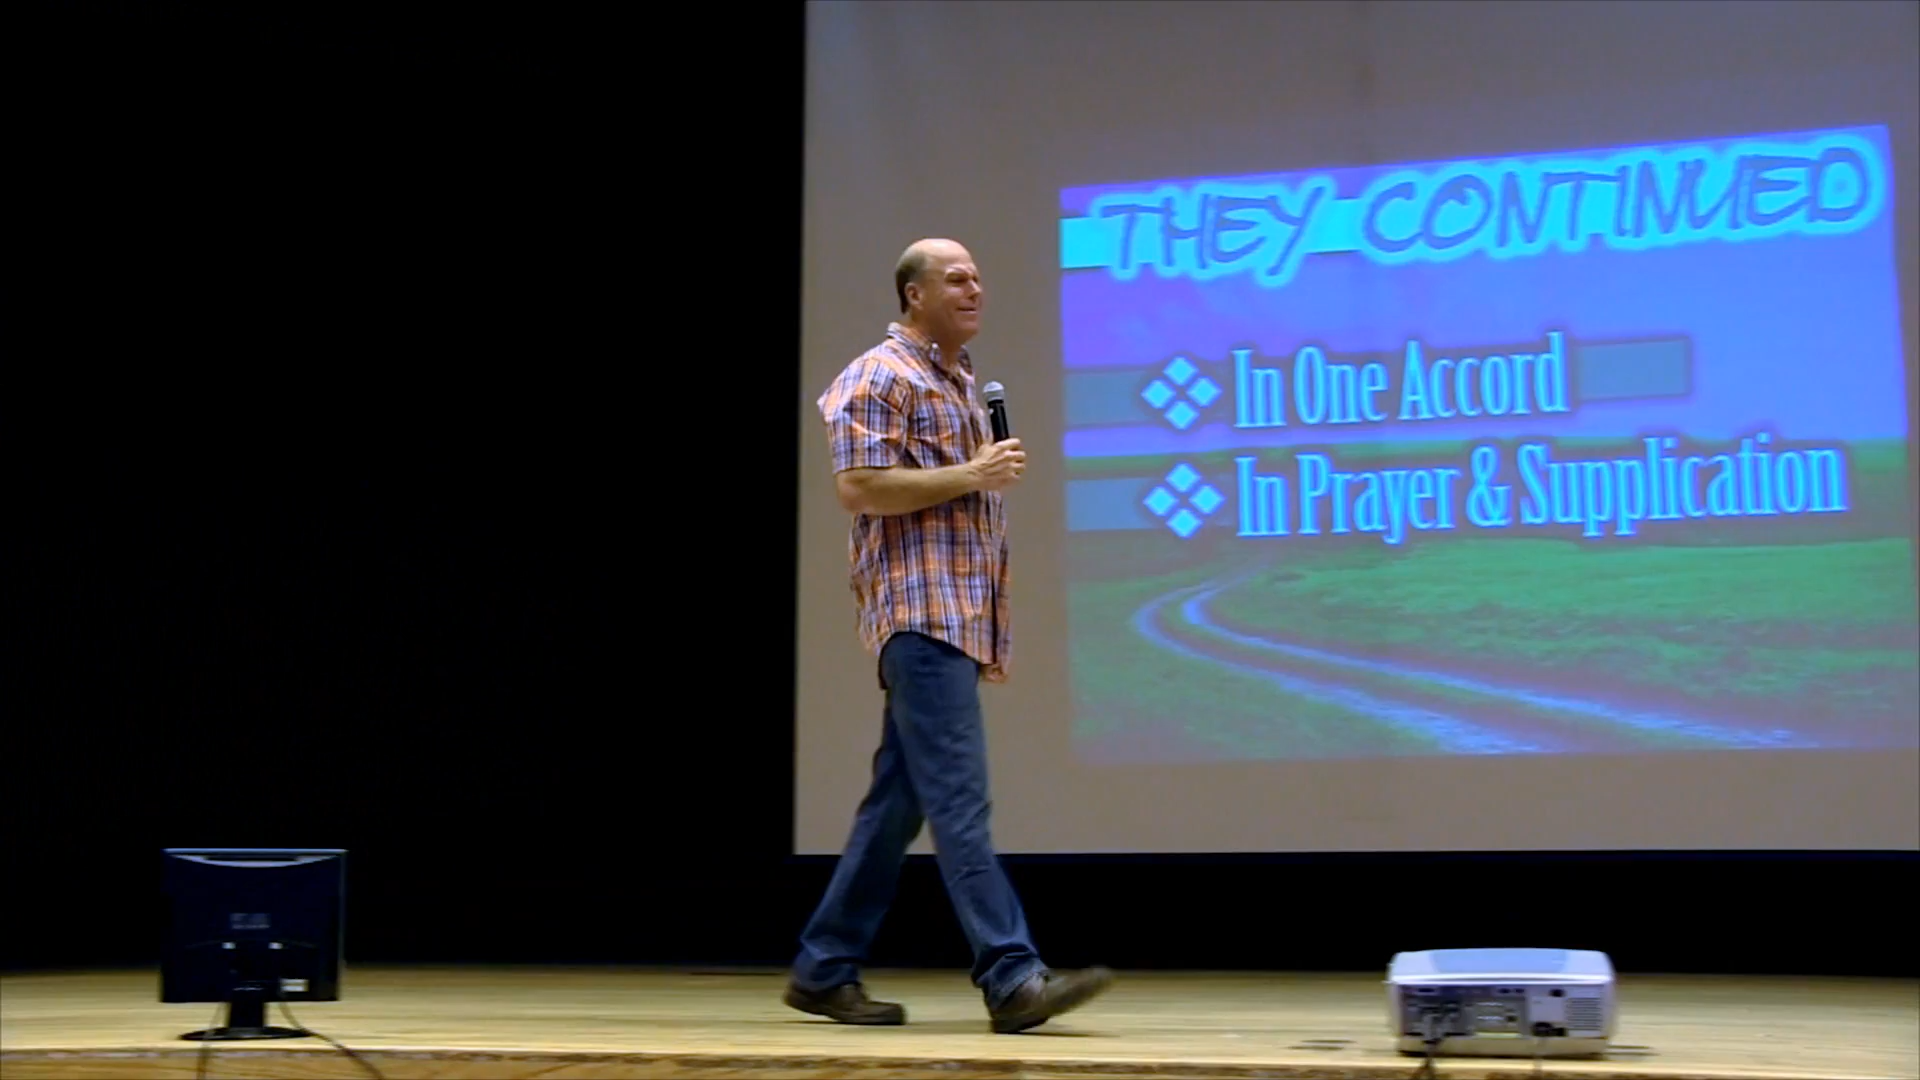 THEY CONTINUED
In One Accord
In Prayer & Supplication